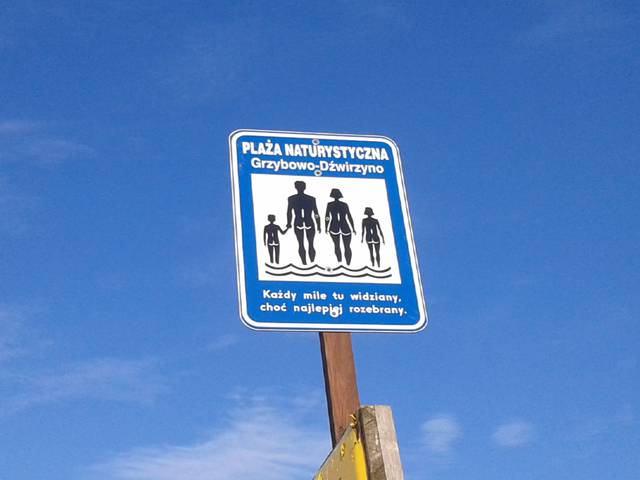 PLAŻA NATURYSTYCZNA
Grzybowo-Dźwirzyno
Każdy mile tu widziany,
choć najlepiej rozebrany.